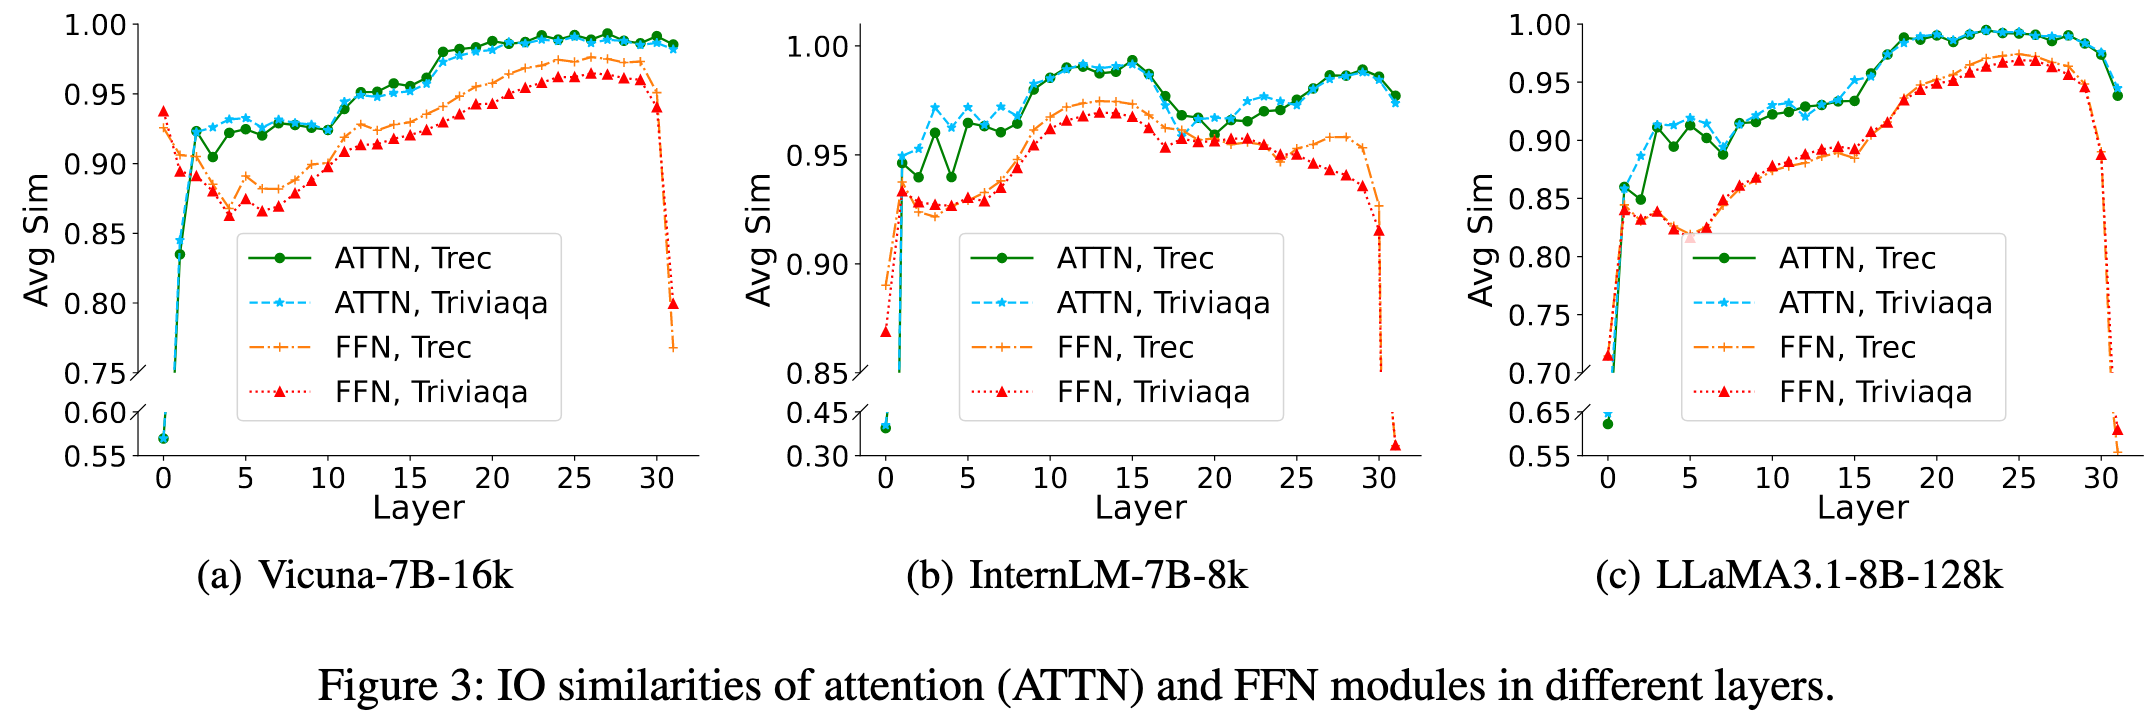 1.00
0.95
0.90
0.85
0.80
0.75
0.60
0.55
Avg Sim
ATTN, Trec
ATTN, Triviaqa
FFN, Trec
FFN, Triviaqa
0 5 10 15 20 25 30
Layer
(a) Vicuna-7B-16k
1.00
0.95
0.90
0.85
0.45
0.30
Avg Sim
ATTN, Trec
ATTN, Triviaqa
FFN, Trec
FFN, Triviaqa
0 5 10 15 20 25 30
Layer
(b) InternLM-7B-8k
1.00
0.95
0.90
0.85
0.80
0.75
0.70
0.65
0.55
Avg Sim
ATTN, Trec
ATTN, Triviaqa
FFN, Trec
FFN, Triviaqa
0 5 10 15 20 25 30
Layer
(c) LLaMA3.1-8B-128k
Figure 3: IO similarities of attention (ATTN) and FFN modules in different layers.